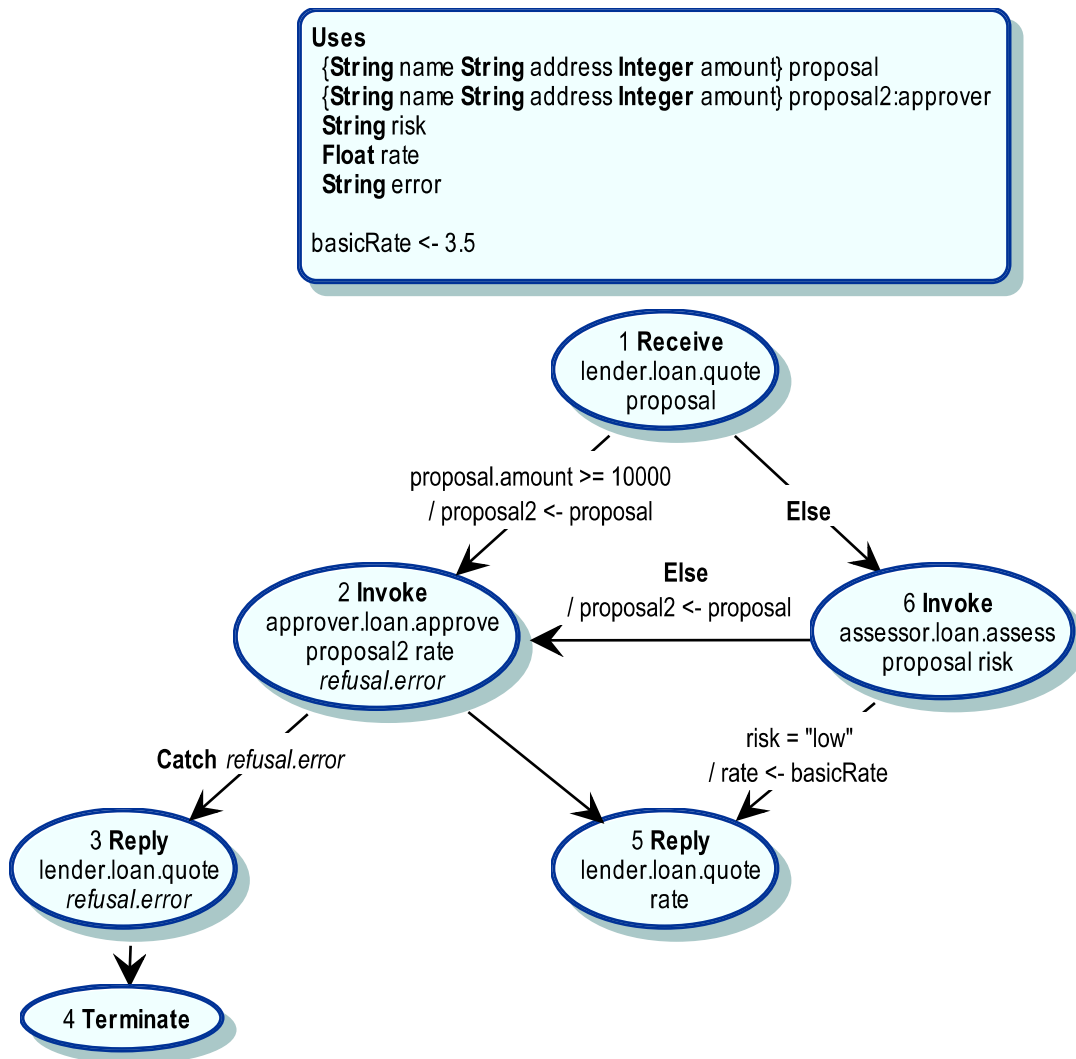 Uses
{String name String address Integer amount} proposal
{String name String address Integer amount} proposal2:approver
String risk
Float rate
String error
basicRate <- 3.5
1 Receive
lender.loan.quote
proposal
proposal.amount >= 10000
/ proposal2 <- proposal
Else
2 Invoke
approver.loan.approve
proposal2 rate
refusal.error
Else
/ proposal2 <- proposal
6 Invoke
assessor.loan.assess
proposal risk
Catch refusal.error
risk = "low"
/ rate <- basicRate
3 Reply
lender.loan.quote
refusal.error
5 Reply
lender.loan.quote
rate
4 Terminate